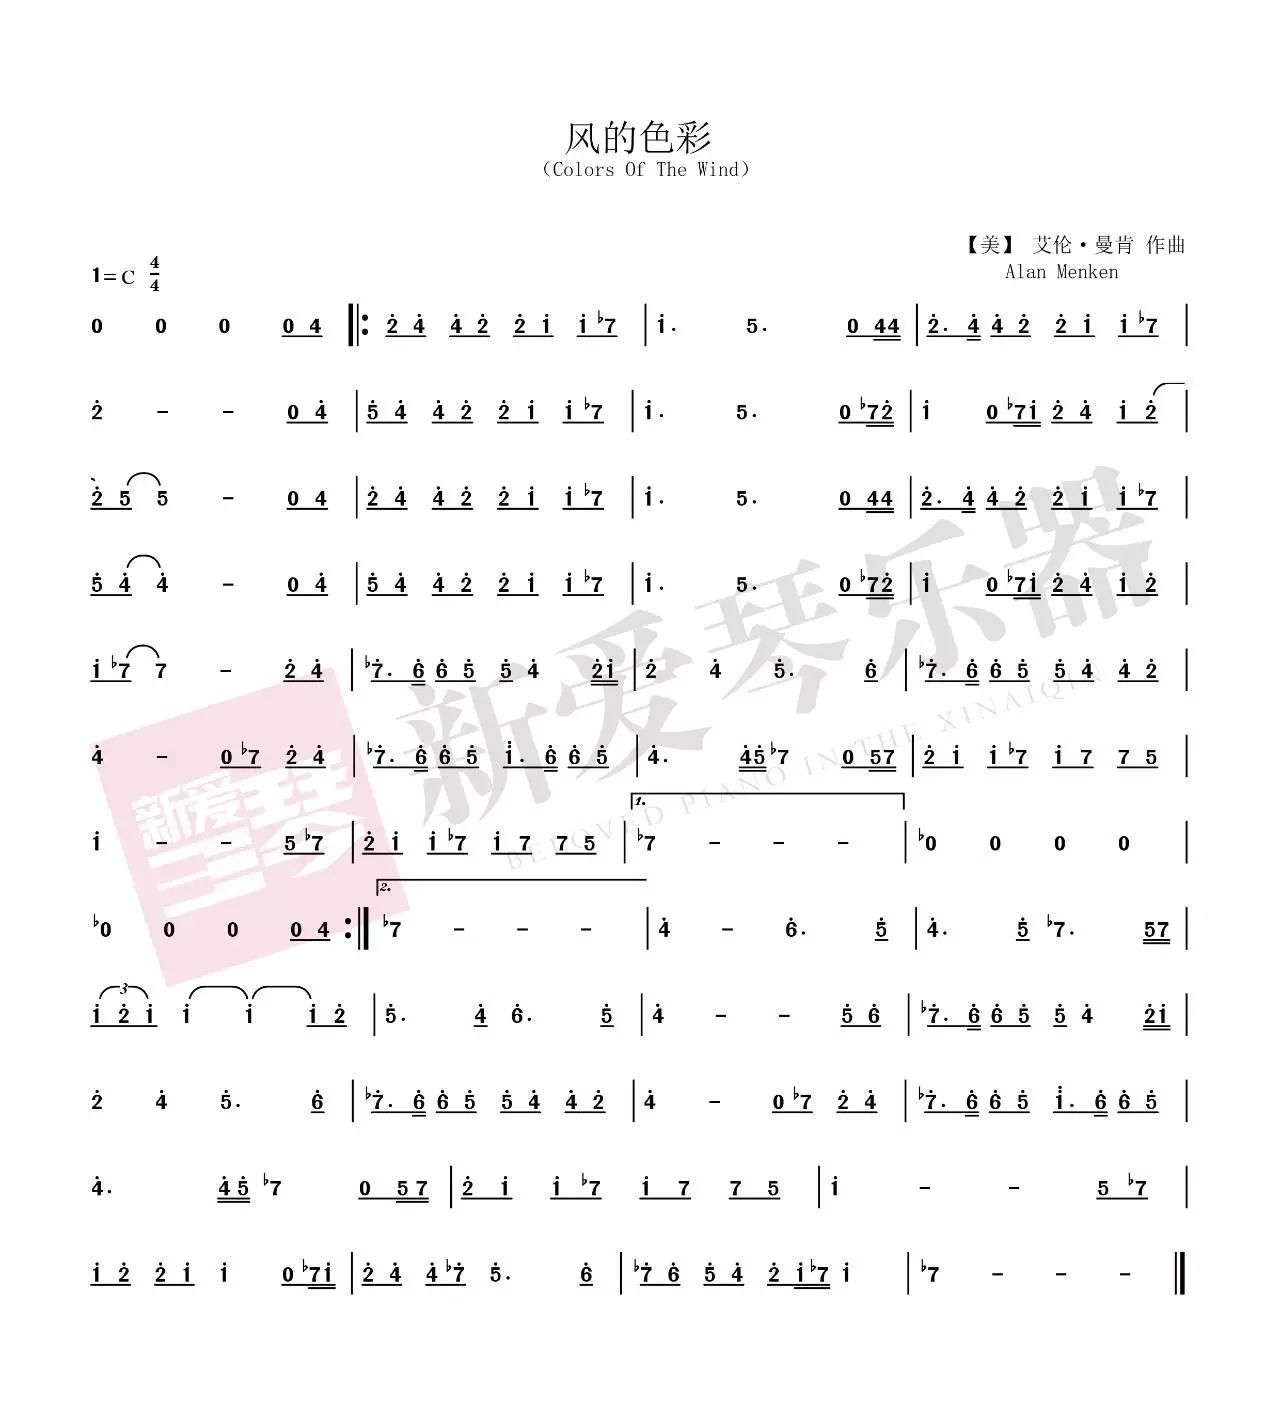 风的色彩
（Colors Of The Wind）
【美】 艾伦·曼肯 作曲
Alan Menken
1=C 4/4
0 0 0 0 4 |: 2̇ 4̇ 4̇ 2̇ 2̇ 1̇ 1̇ ♭7 | 1̇. 5. 0 44 | 2̇. 4̇ 4̇ 2̇ 2̇ 1̇ 1̇ ♭7 |
2̇ - - 0 4̇ | 5̇ 4̇ 4̇ 2̇ 2̇ 1̇ 1̇ ♭7 | 1̇. 5. 0 ♭72̇ | 1̇ 0 ♭71̇ 2̇ 4̇ 1̇ 2̇ |
2̇ 5 5 - 0 4 | 2̇ 4̇ 4̇ 2̇ 2̇ 1̇ 1̇ ♭7 | 1̇. 5. 0 44 | 2̇. 4̇ 4̇ 2̇ 2̇ 1̇ 1̇ ♭7 |
5̇ 4̇ 4̇ - 0 4̇ | 5̇ 4̇ 4̇ 2̇ 2̇ 1̇ 1̇ ♭7 | 1̇. 5. 0 ♭72̇ | 1̇ 0 ♭71̇ 2̇ 4̇ 1̇ 2̇ |
1̇ ♭7 7 - 2̇ 4̇ | ♭7̇. 6̇ 6̇ 5̇ 5̇ 4̇ 2̇1̇ | 2̇ 4̇ 5̇. 6̇ | ♭7̇. 6̇ 6̇ 5̇ 5̇ 4̇ 4̇ 2̇ |
4̇ - 0 ♭7 2̇ 4̇ | ♭7̇. 6̇ 6̇ 5̇ 1̈. 6̇ 6̇ 5̇ | 4̇. 4̇5̇ ♭7 0 57 | 2̇ 1̇ 1̇ ♭7 1̇ 7 7 5 |
1̇ - - 5 ♭7 | 2̇ 1̇ 1̇ ♭7 1̇ 7 7 5 | 1. ♭7 - - - | ♭0 0 0 0 |
♭0 0 0 0 4 :| 2. ♭7 - - - | 4̇ - 6̇. 5̇ | 4̇. 5̇ ♭7. 57 |
3 1̇ 2̇ 1̇ 1̇ 1̇ 1̇ 2̇ | 5̇. 4̇ 6̇. 5̇ | 4̇ - - 5̇ 6̇ | ♭7̇. 6̇ 6̇ 5̇ 5̇ 4̇ 2̇1̇ |
2̇ 4̇ 5̇. 6̇ | ♭7̇. 6̇ 6̇ 5̇ 5̇ 4̇ 4̇ 2̇ | 4̇ - 0 ♭7 2̇ 4̇ | ♭7̇. 6̇ 6̇ 5̇ 1̈. 6̇ 6̇ 5̇ |
4̇. 4̇5̇ ♭7 0 57 | 2̇ 1̇ 1̇ ♭7 1̇ 7 7 5 | 1̇ - - 5 ♭7 |
1̇ 2̇ 2̇ 1̇ 1̇ 0 ♭71̇ | 2̇ 4̇ 4̇ ♭7̇ 5̇. 6̇ | ♭7̇ 6̇ 5̇ 4̇ 2̇ 1̇♭7 1̇ | ♭7 - - - ||
新爱琴
新爱琴乐器
BELOVED PIANO IN THE XINAIQIN